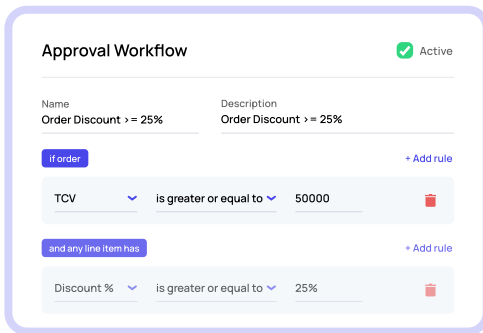 Approval Workflow
Active
Name
Description
Order Discount >= 25%
Order Discount >= 25%
if order
+ Add rule
TCV
is greater or equal to
50000
and any line item has
+ Add rule
Discount %
is greater or equal to
25%